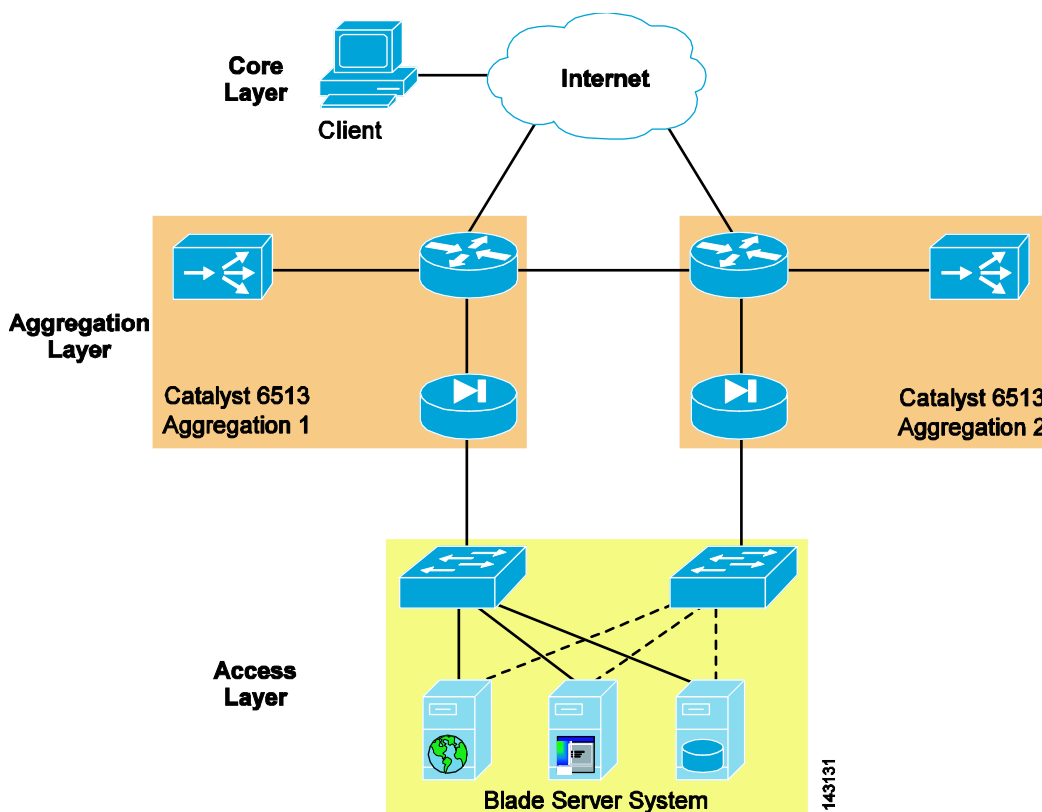 Core
Layer
Client
Internet
Aggregation
Layer
Catalyst 6513
Aggregation 1
Catalyst 6513
Aggregation 2
Access
Layer
Blade Server System
143131